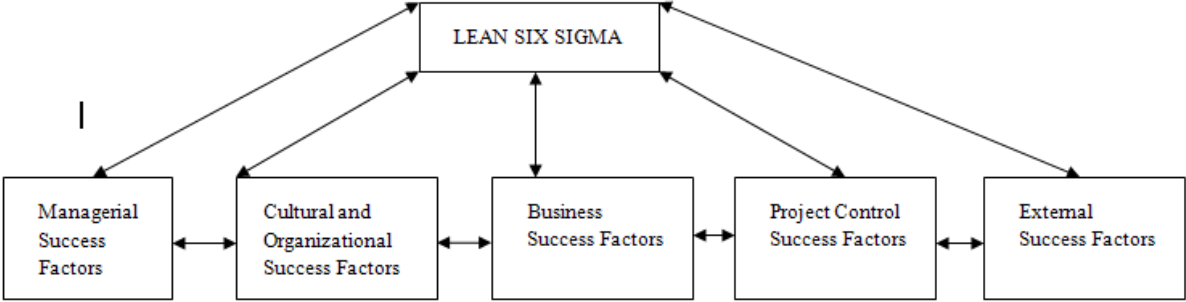 LEAN SIX SIGMA
Managerial
Success
Factors
Cultural and
Organizational
Success Factors
Business
Success Factors
Project Control
Success Factors
External
Success Factors